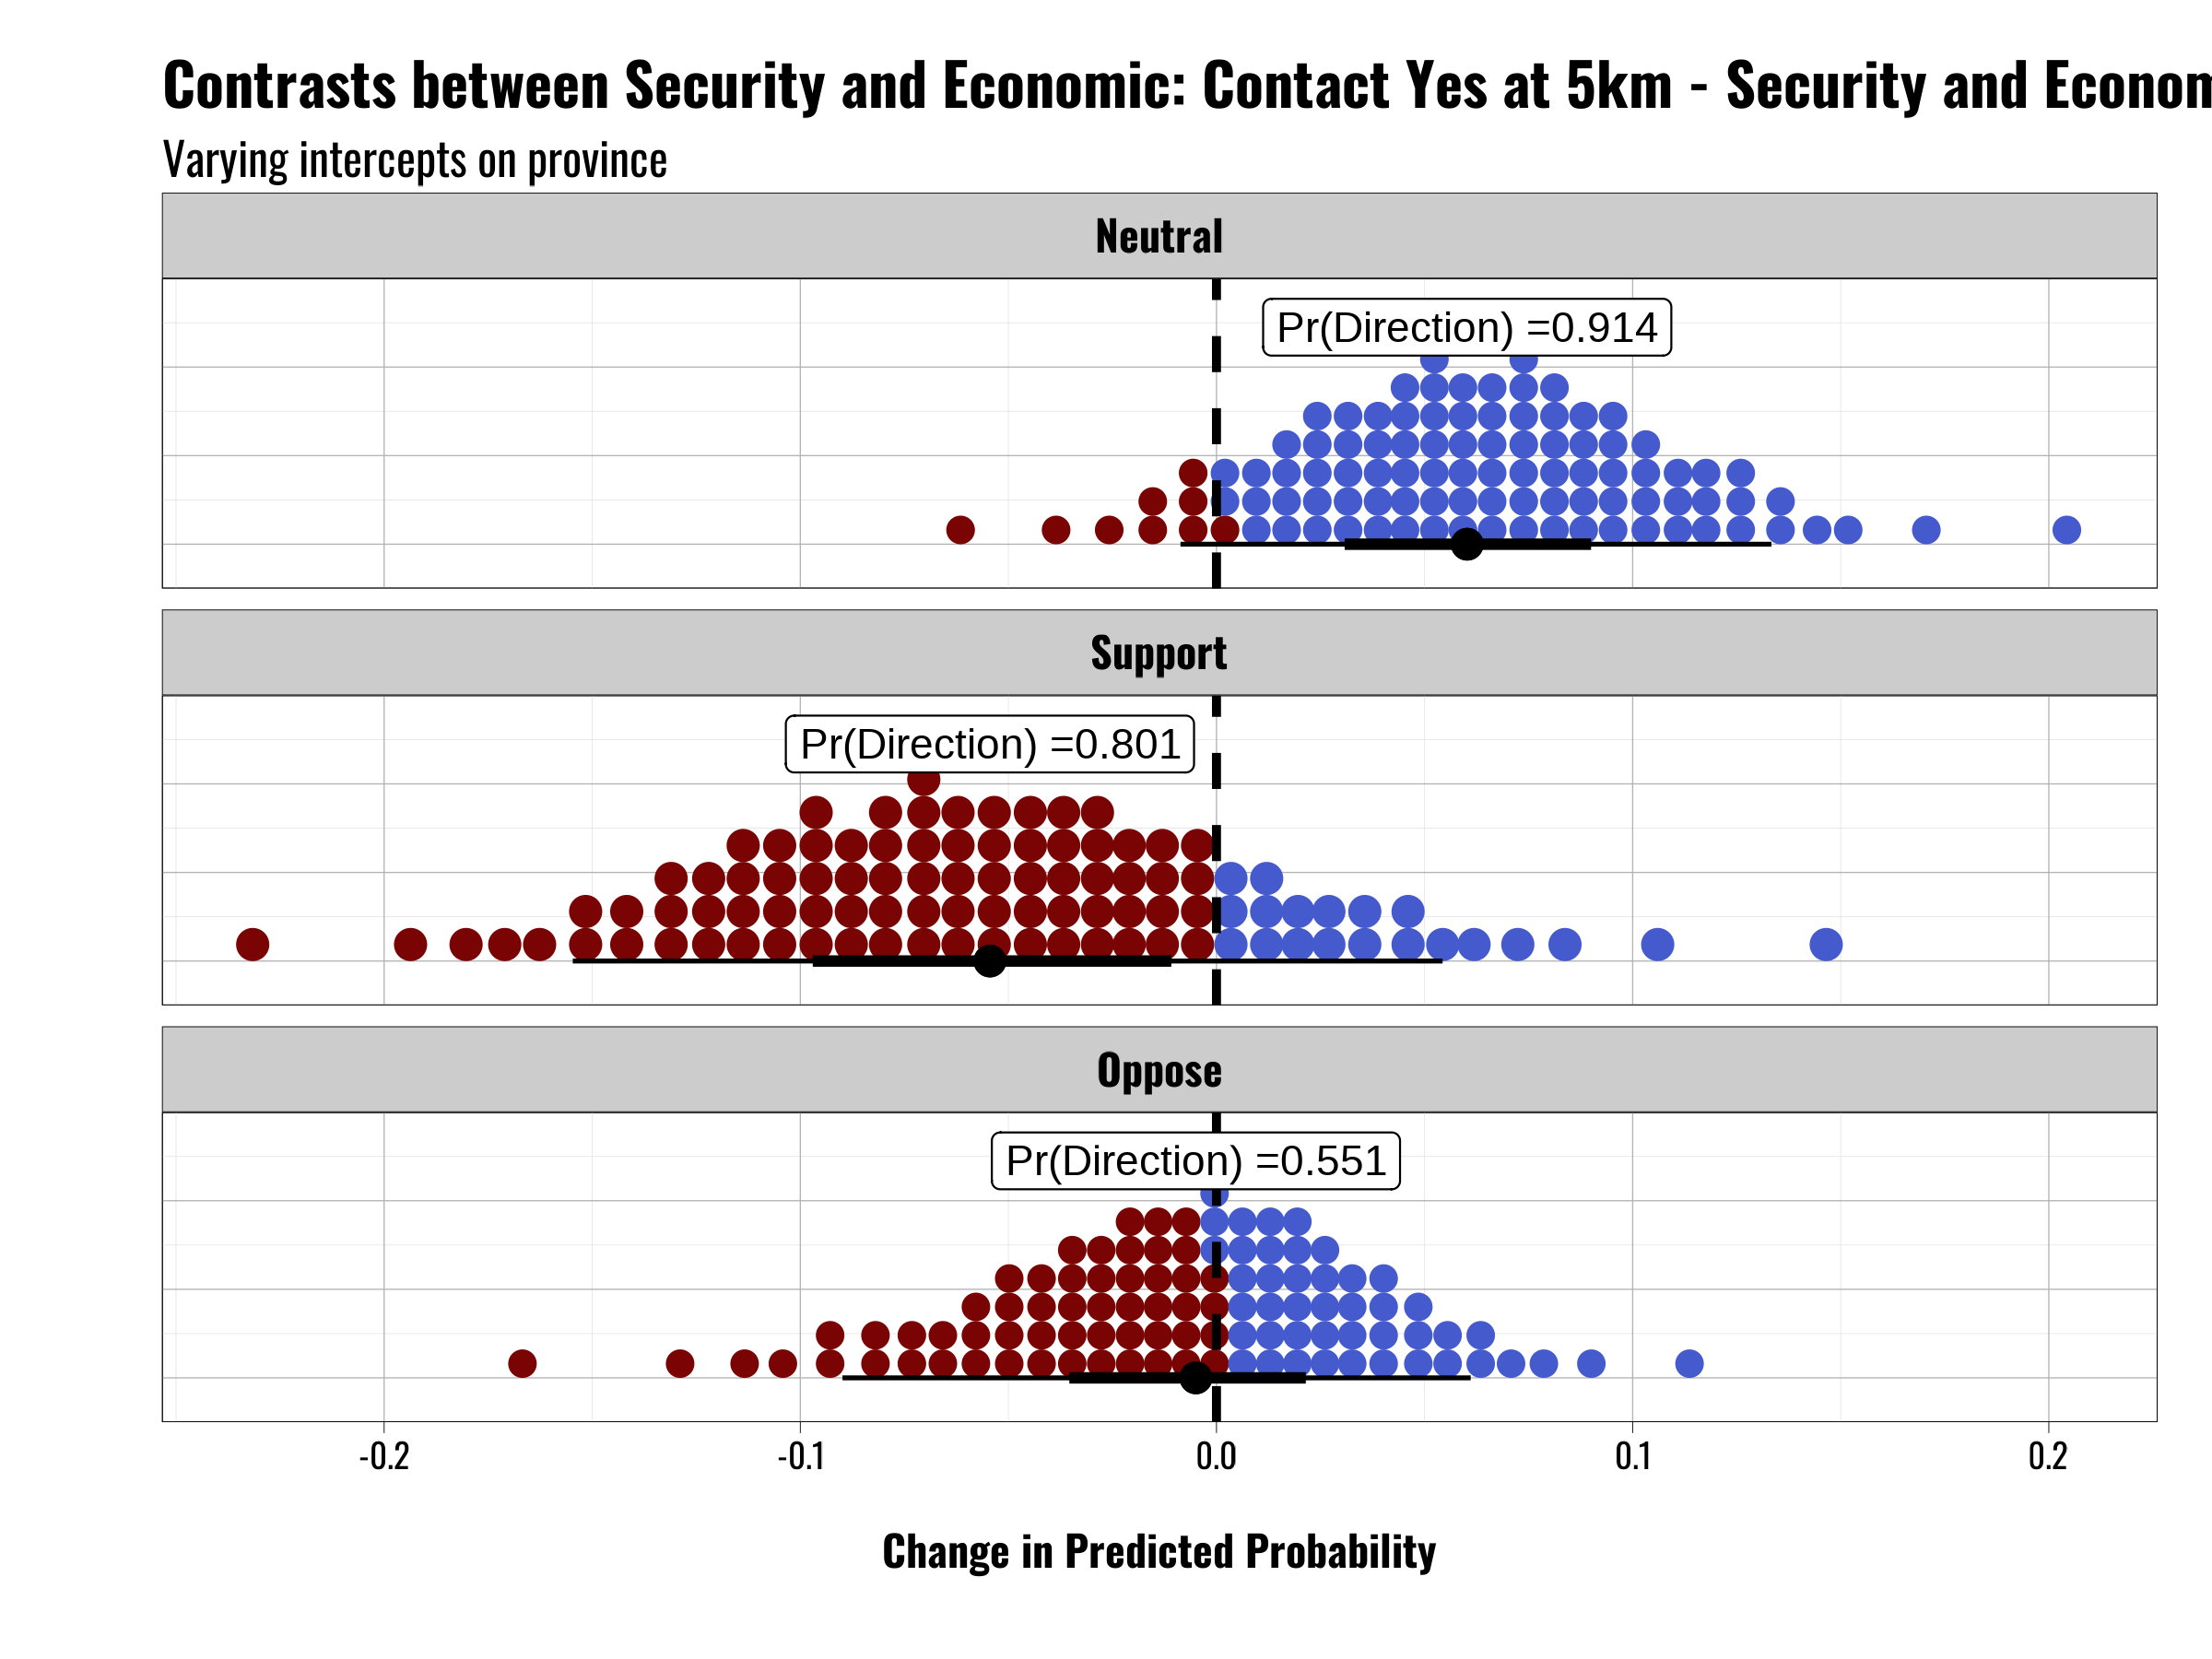 Contrasts between Security and Economic: Contact Yes at 5km - Security and
Varying intercepts on province
Neutral
Pr(Direction) =0.914
Support
Pr(Direction) =0.801
Oppose
Pr(Direction) =0.551
-0.2 -0.1 0.0 0.1 0.2
Change in Predicted Probability